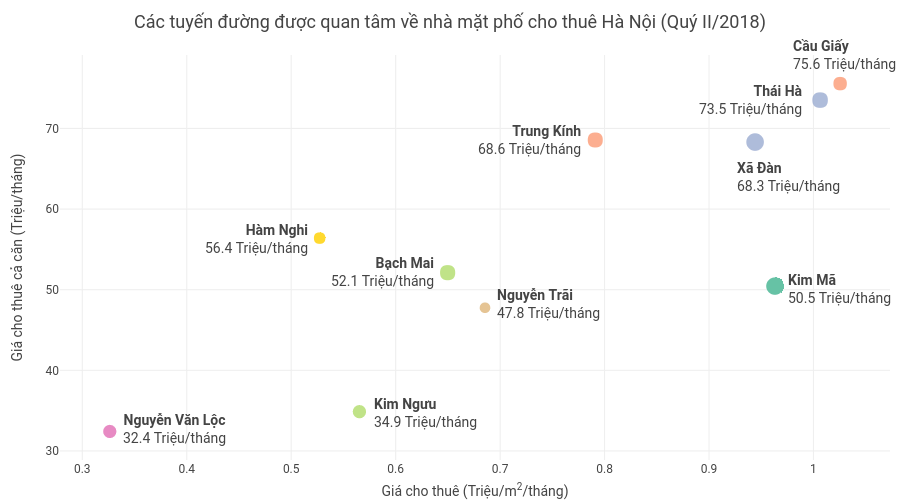 Các tuyến đường được quan tâm về nhà mặt phố cho thuê Hà Nội (Quý II/2018)
Cầu Giấy
75.6 Triệu/tháng
Thái Hà
73.5 Triệu/tháng
Trung Kính
68.6 Triệu/tháng
Xã Đàn
68.3 Triệu/tháng
Hàm Nghi
56.4 Triệu/tháng
Bạch Mai
52.1 Triệu/tháng
Kim Mã
50.5 Triệu/tháng
Nguyễn Trãi
47.8 Triệu/tháng
Kim Ngưu
34.9 Triệu/tháng
Nguyễn Văn Lộc
32.4 Triệu/tháng
Giá cho thuê cả căn (Triệu/tháng)
70
60
50
40
30
0.3 0.4 0.5 0.6 0.7 0.8 0.9 1
Giá cho thuê (Triệu/m²/tháng)